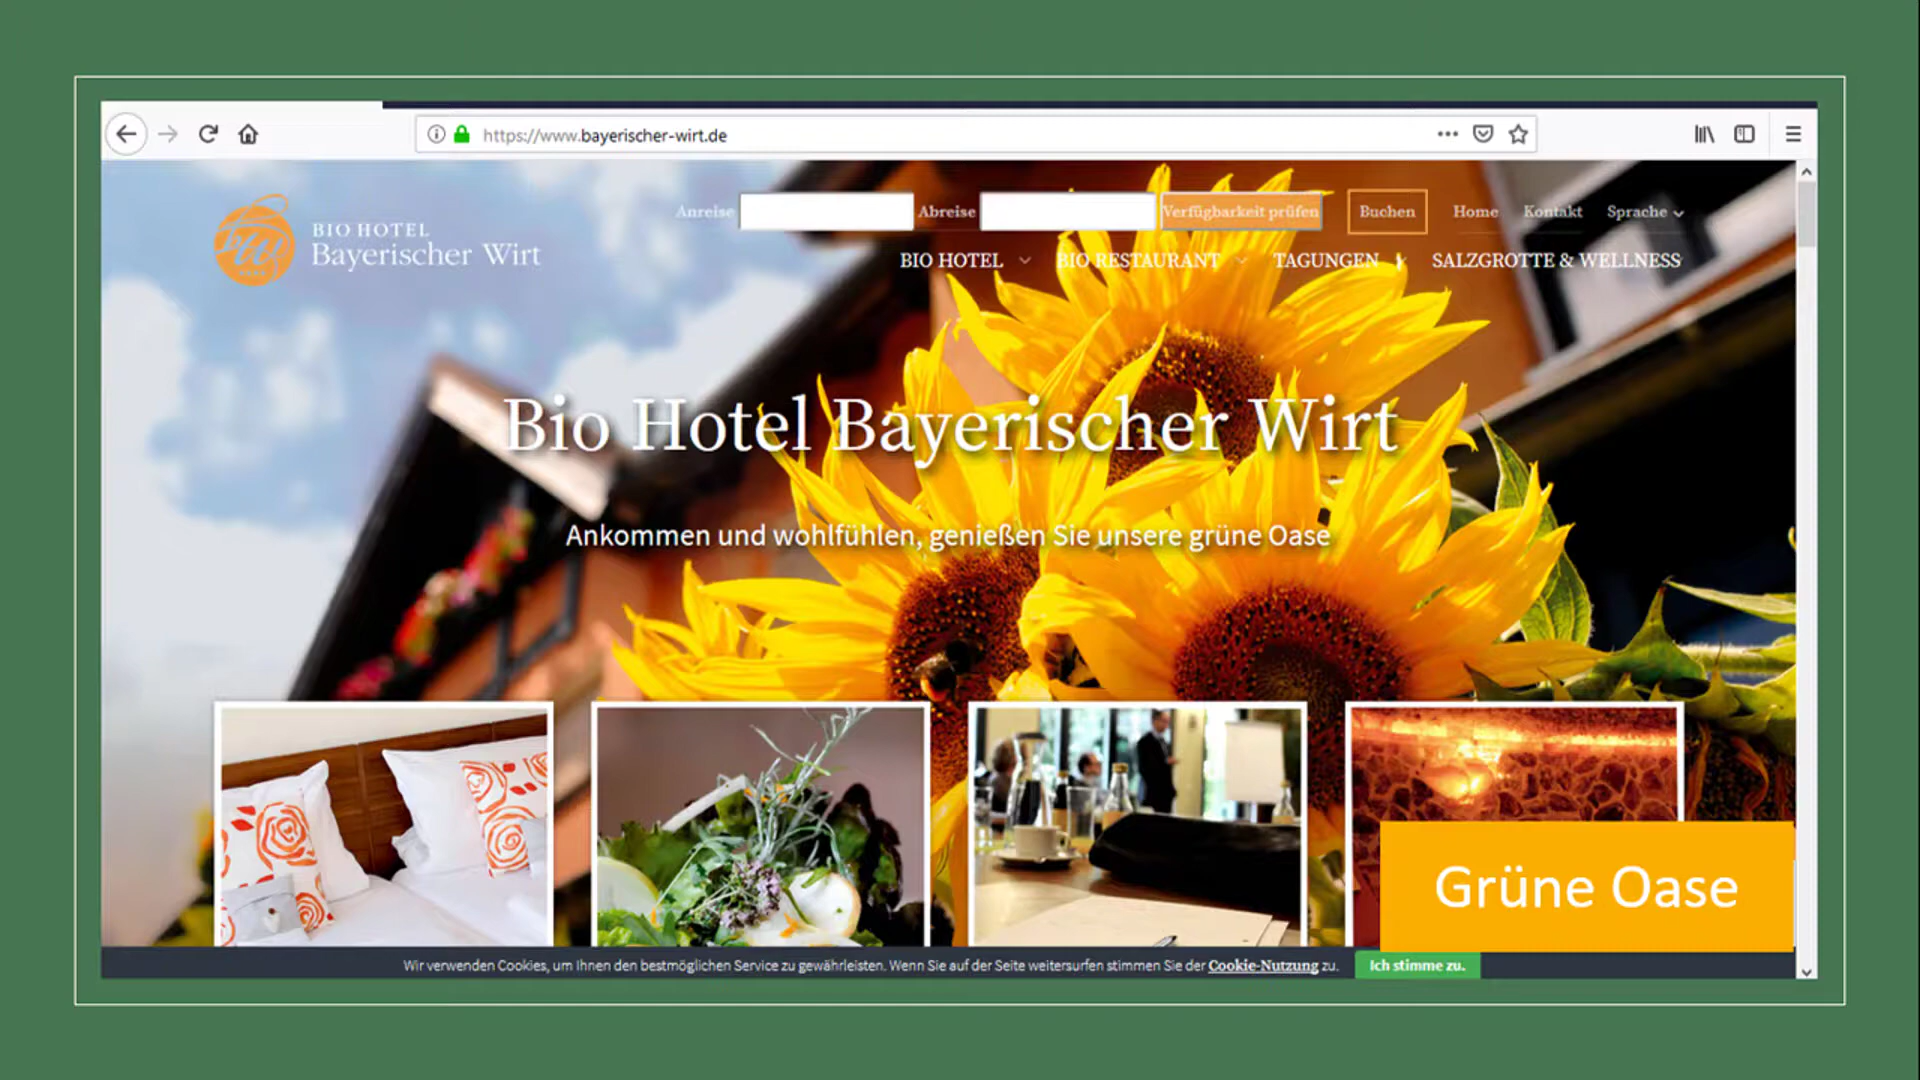 https://www.bayerischer-wirt.de
BIO HOTEL
Bayerischer Wirt
Anreise Abreise Verfügbarkeit prüfen Buchen Home Kontakt Sprache
BIO HOTEL BIO RESTAURANT TAGUNGEN SALZGROTTE & WELLNESS
Bio Hotel Bayerischer Wirt
Ankommen und wohlfühlen, genießen Sie unsere grüne Oase
Grüne Oase
Wir verwenden Cookies, um Ihnen den bestmöglichen Service zu gewährleisten. Wenn Sie auf der Seite weitersurfen stimmen Sie der Cookie-Nutzung zu. Ich stimme zu.